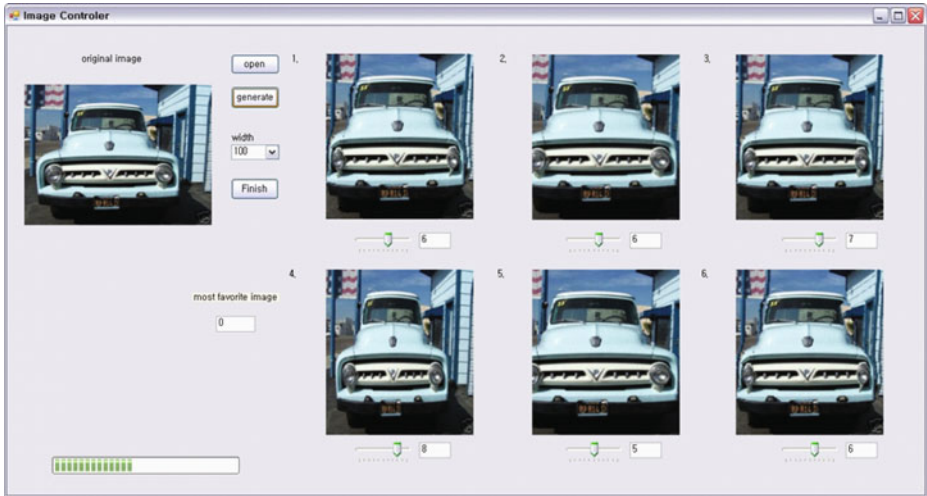 Image Controler
original image
open
generate
width
100
Finish
1,
2,
3,
6
6
7
4,
5,
6,
most favorite image
0
8
5
6